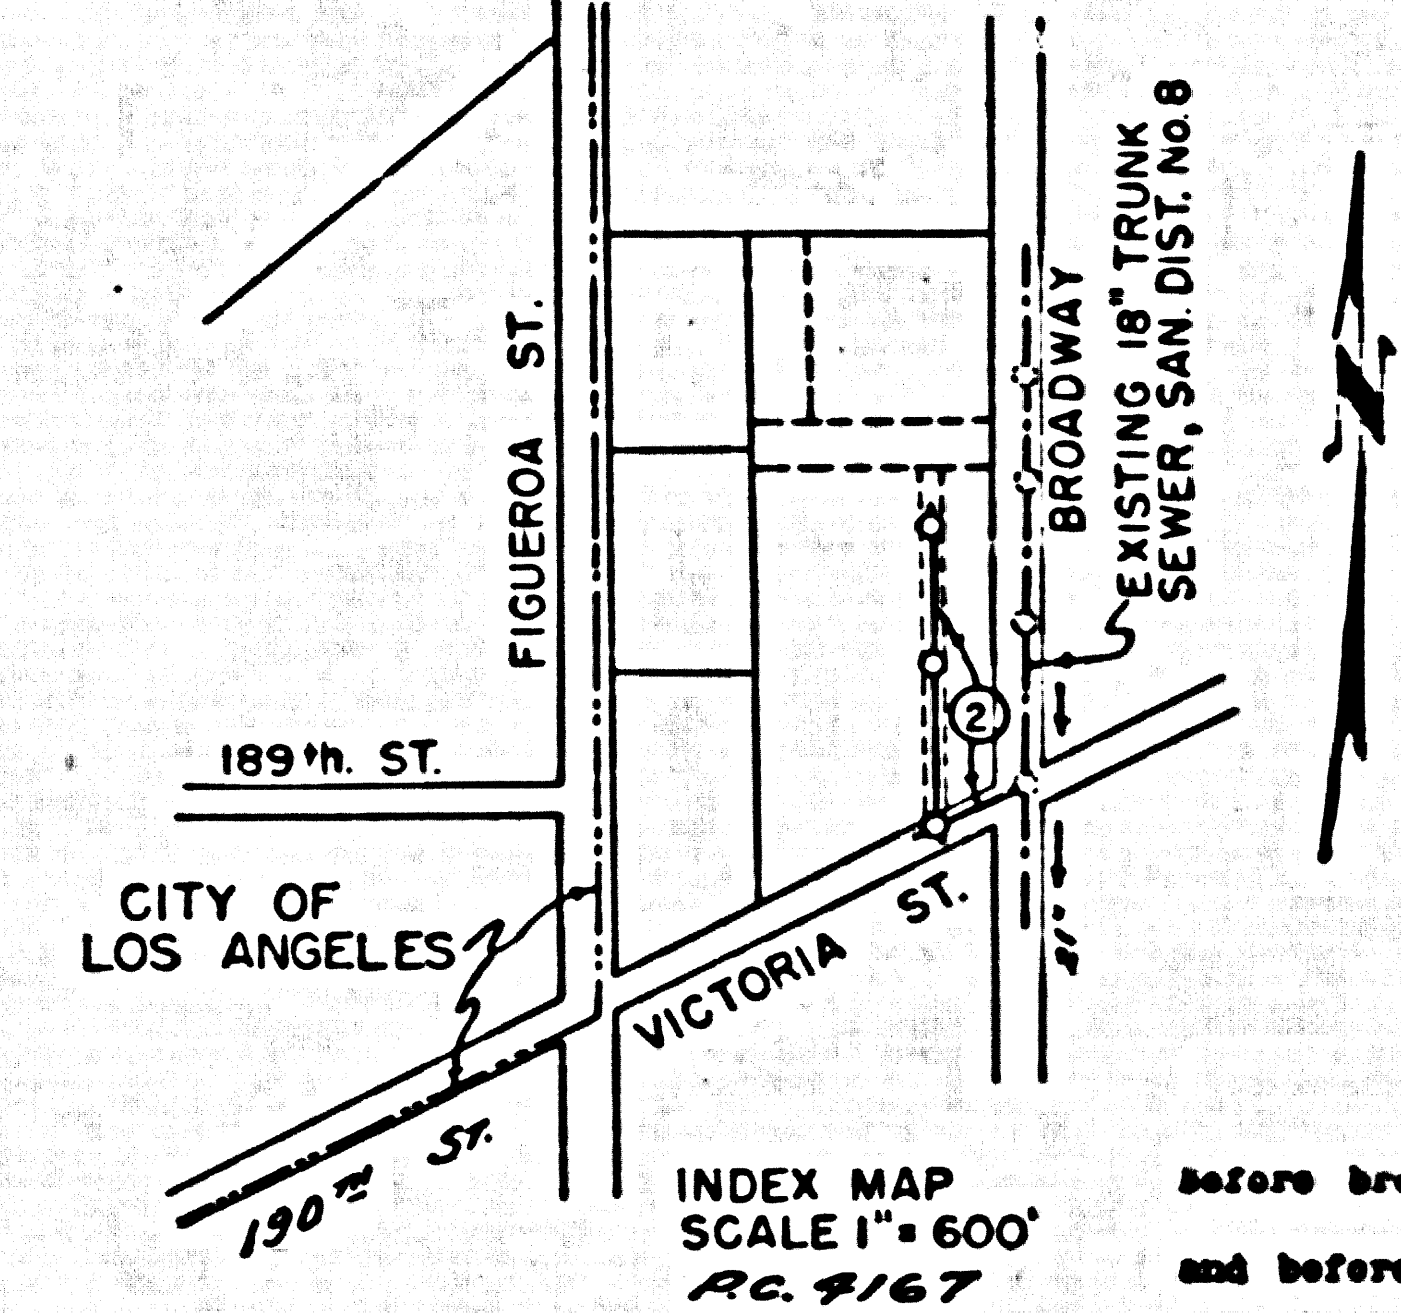 FIGUEROA ST.
BROADWAY
EXISTING 18" TRUNK
SEWER, SAN. DIST. No. 8
N
2
189th. ST.
CITY OF
LOS ANGELES
VICTORIA ST.
190TH ST.
INDEX MAP
SCALE 1" = 600'
P.C. 4167
before
and before